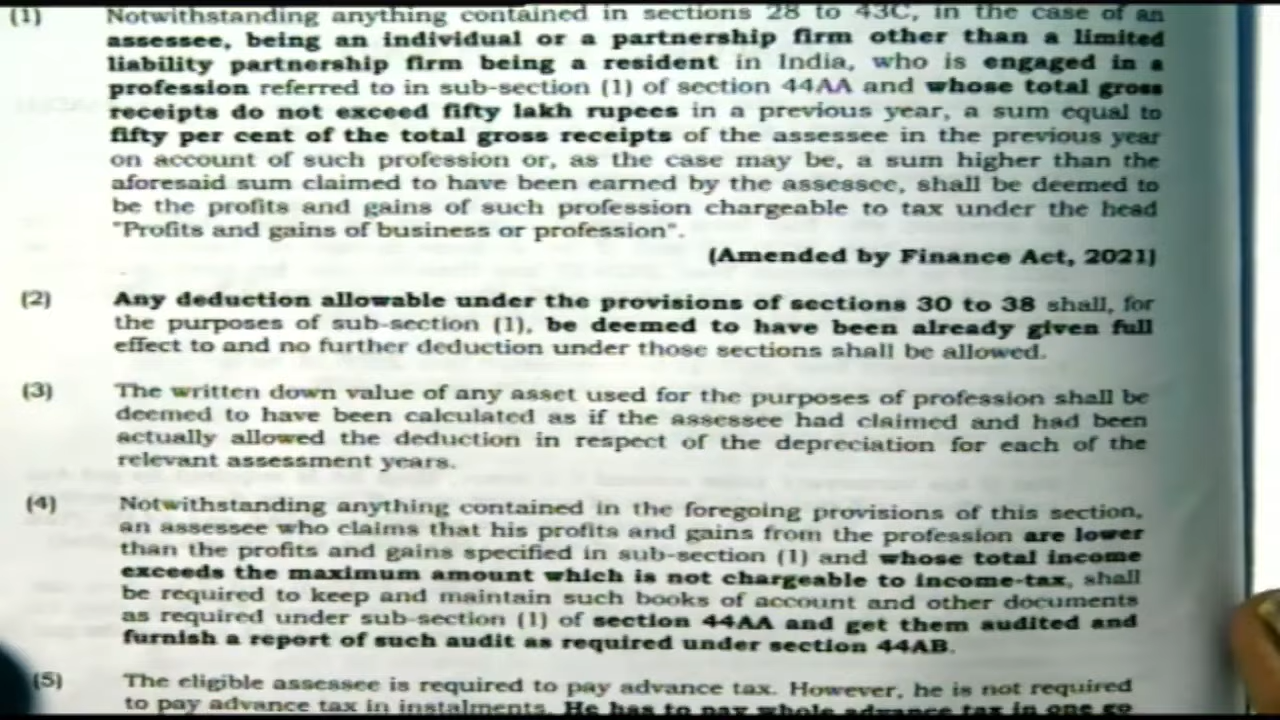 (1) Notwithstanding anything contained in sections 28 to 43C, in the case of an
assessee, being an individual or a partnership firm other than a limited
liability partnership firm being a resident in India, who is engaged in a
profession referred to in sub-section (1) of section 44AA and whose total gross
receipts do not exceed fifty lakh rupees in a previous year, a sum equal to
fifty per cent of the total gross receipts of the assessee in the previous year
on account of such profession or, as the case may be, a sum higher than the
aforesaid sum claimed to have been earned by the assessee, shall be deemed to
be the profits and gains of such profession chargeable to tax under the head
"Profits and gains of business or profession".
(Amended by Finance Act, 2021)
(2) Any deduction allowable under the provisions of sections 30 to 38 shall, for
the purposes of sub-section (1), be deemed to have been already given full
effect to and no further deduction under those sections shall be allowed.
(3) The written down value of any asset used for the purposes of profession shall be
deemed to have been calculated as if the assessee had claimed and had been
actually allowed the deduction in respect of the depreciation for each of the
relevant assessment years.
(4) Notwithstanding anything contained in the foregoing provisions of this section,
an assessee who claims that his profits and gains from the profession are lower
than the profits and gains specified in sub-section (1) and whose total income
exceeds the maximum amount which is not chargeable to income-tax, shall
be required to keep and maintain such books of account and other documents
as required under sub-section (1) of section 44AA and get them audited and
furnish a report of such audit as required under section 44AB.
(5) The eligible assessee is required to pay advance tax. However, he is not required
to pay advance tax in instalments. He has to pay whole advance tax in one go